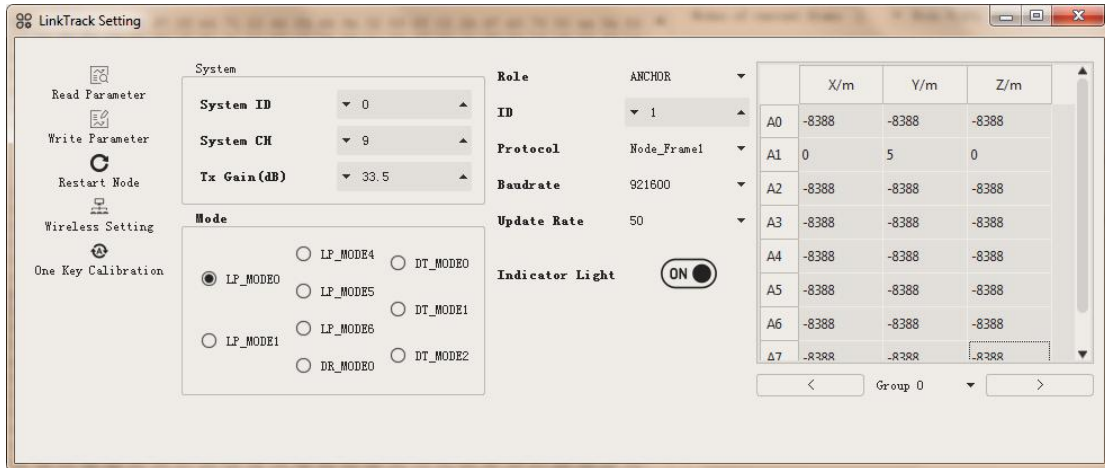 LinkTrack Setting
Read Parameter
Write Parameter
Restart Node
Wireless Setting
One Key Calibration
System
System ID 0
System CH 9
Tx Gain(dB) 33.5
Mode
LP_MODE0
LP_MODE1
LP_MODE4
LP_MODE5
LP_MODE6
DR_MODE0
DT_MODE0
DT_MODE1
DT_MODE2
Role ANCHOR
ID 1
Protocol Node_Frame1
Baudrate 921600
Update Rate 50
Indicator Light ON
X/m Y/m Z/m
A0 -8388 -8388 -8388
A1 0 5 0
A2 -8388 -8388 -8388
A3 -8388 -8388 -8388
A4 -8388 -8388 -8388
A5 -8388 -8388 -8388
A6 -8388 -8388 -8388
A7 -8388 -8388 -8388
< Group 0 >